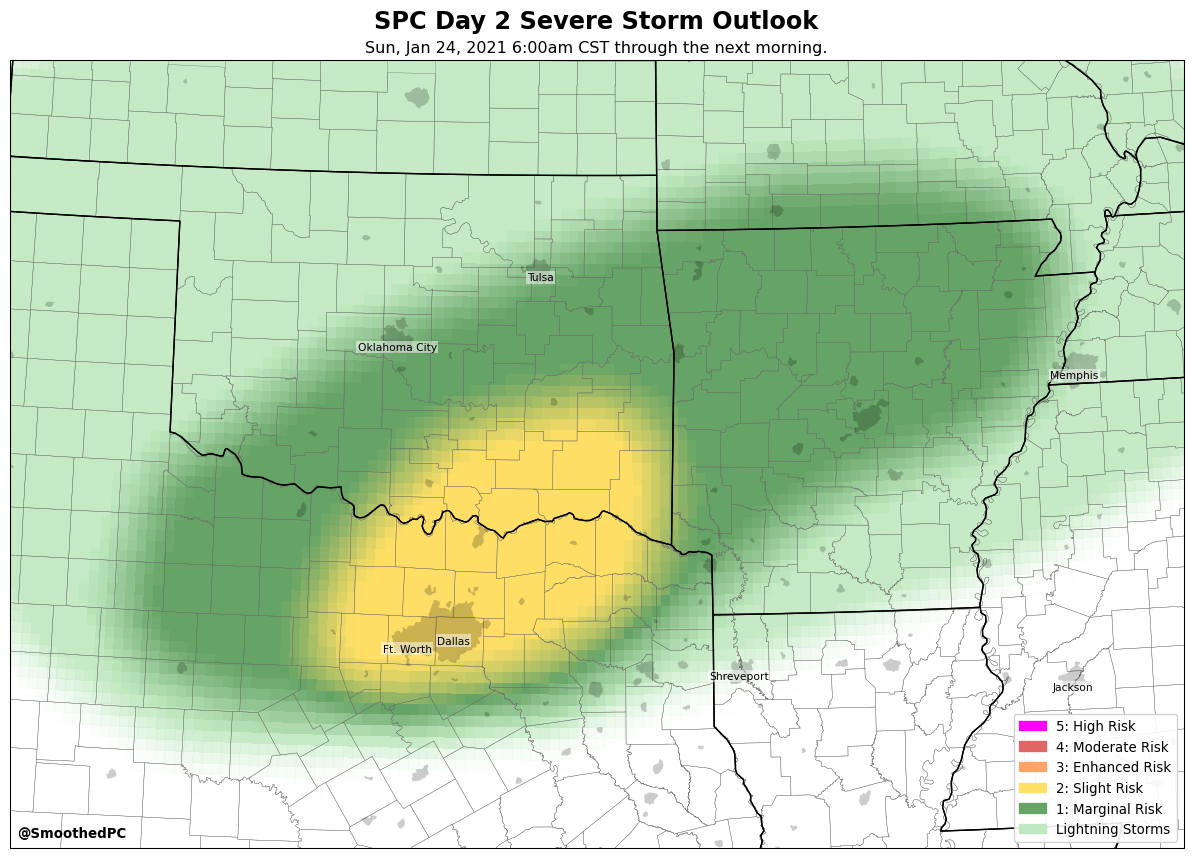 SPC Day 2 Severe Storm Outlook
Sun, Jan 24, 2021 6:00am CST through the next morning.
Tulsa
Oklahoma City
Memphis
Dallas
Ft. Worth
Shreveport
Jackson
5: High Risk
4: Moderate Risk
3: Enhanced Risk
2: Slight Risk
1: Marginal Risk
Lightning Storms
@SmoothedPC